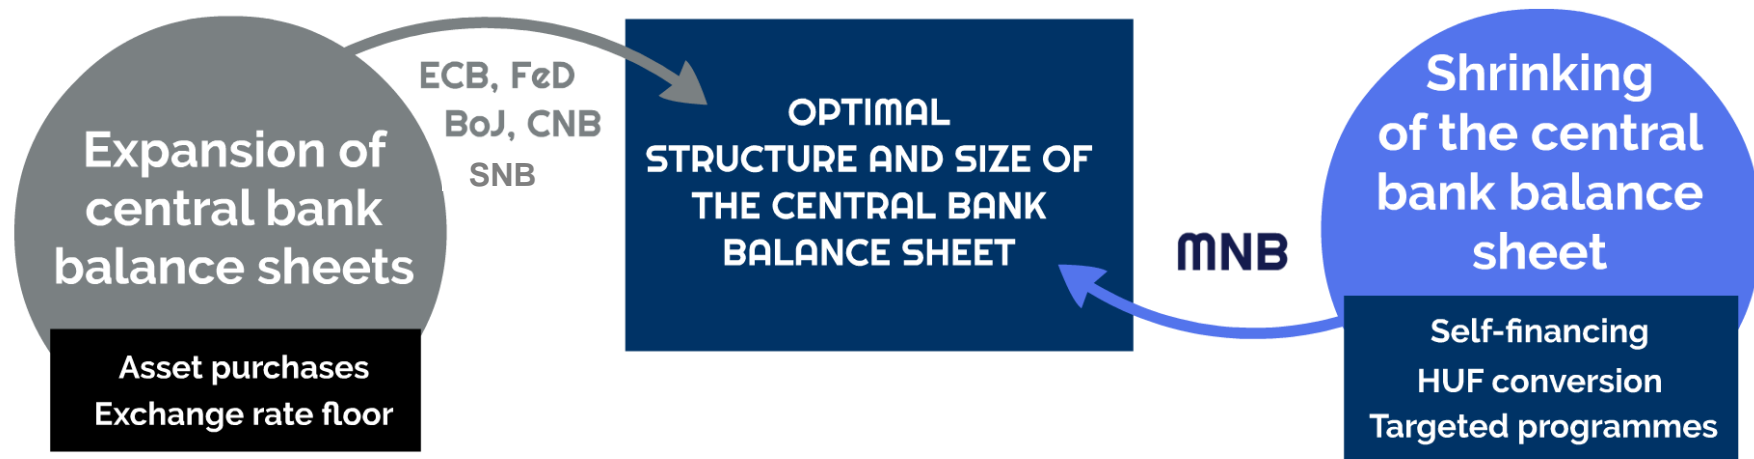 Expansion of
central bank
balance sheets
Asset purchases
Exchange rate floor
ECB, FeD
BoJ, CNB
SNB
OPTIMAL
STRUCTURE AND SIZE OF
THE CENTRAL BANK
BALANCE SHEET
MNB
Shrinking
of the central
bank balance
sheet
Self-financing
HUF conversion
Targeted programmes